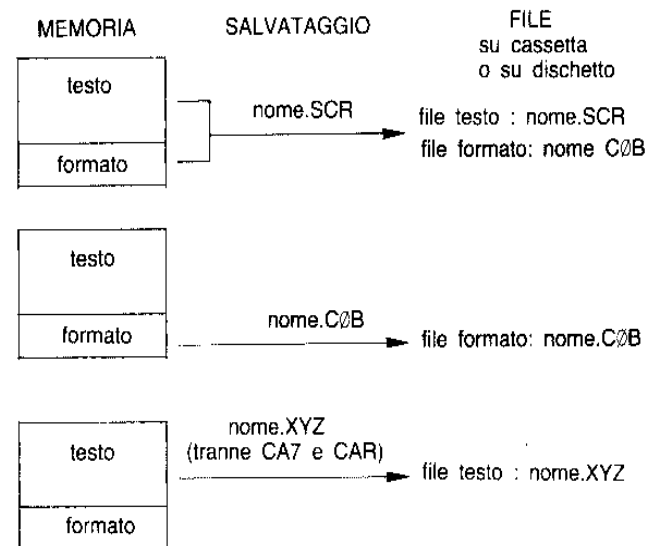 MEMORIA SALVATAGGIO FILE
su cassetta
o su dischetto
testo
nome.SCR
file testo : nome.SCR
file formato: nome CØB
formato
testo
nome.CØB
formato
file formato: nome.CØB
nome.XYZ
(tranne CA7 e CAR)
testo
file testo : nome.XYZ
formato